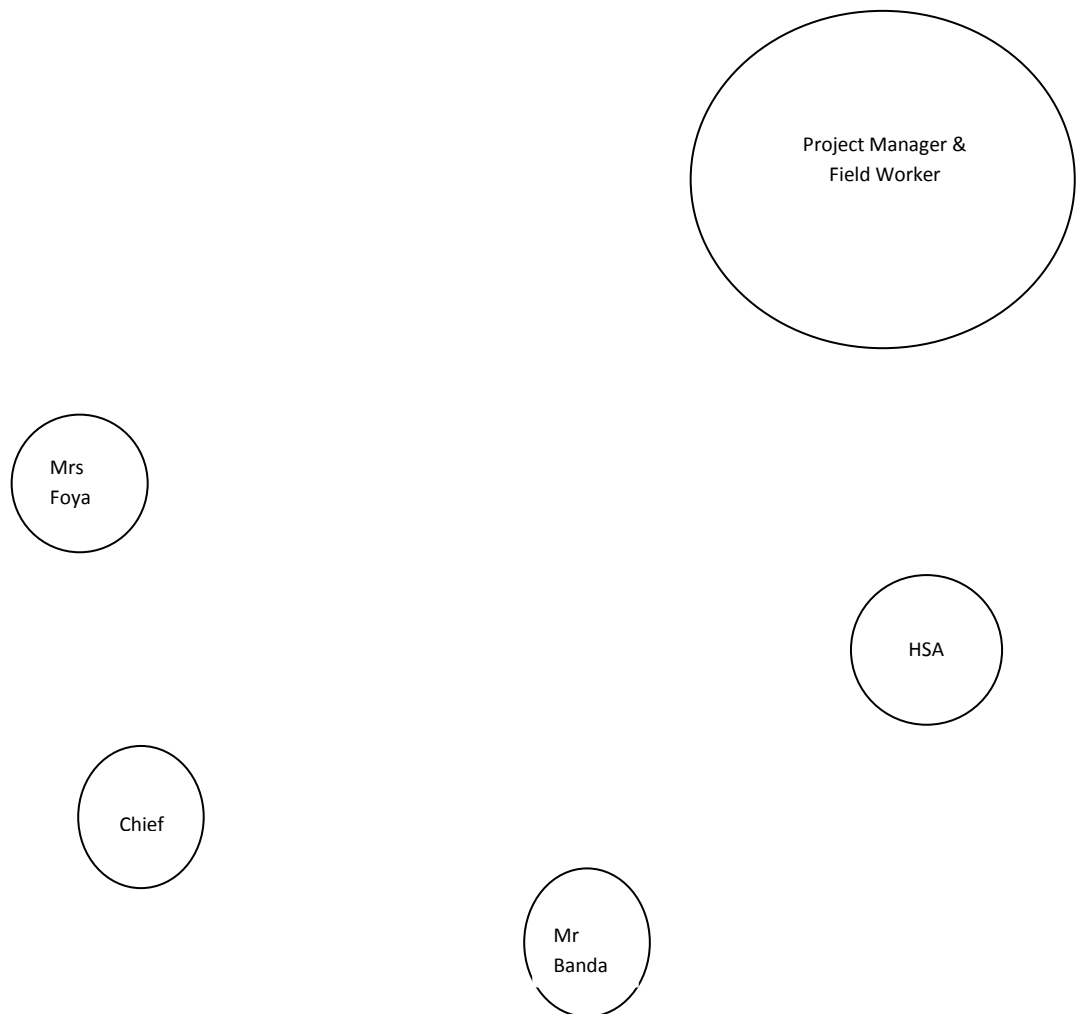 Project Manager &
Field Worker
Mrs
Foya
HSA
Chief
Mr
Banda